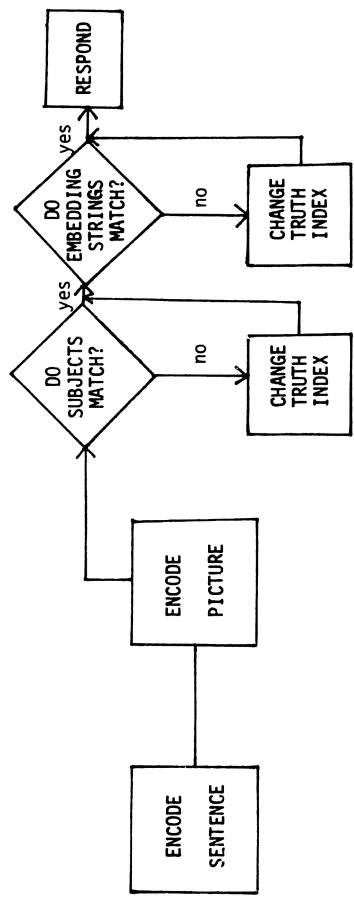 ENCODE
SENTENCE
ENCODE
PICTURE
DO
SUBJECTS
MATCH?
yes
no
CHANGE
TRUTH
INDEX
DO
EMBEDDING
STRINGS
MATCH?
yes
no
CHANGE
TRUTH
INDEX
RESPOND